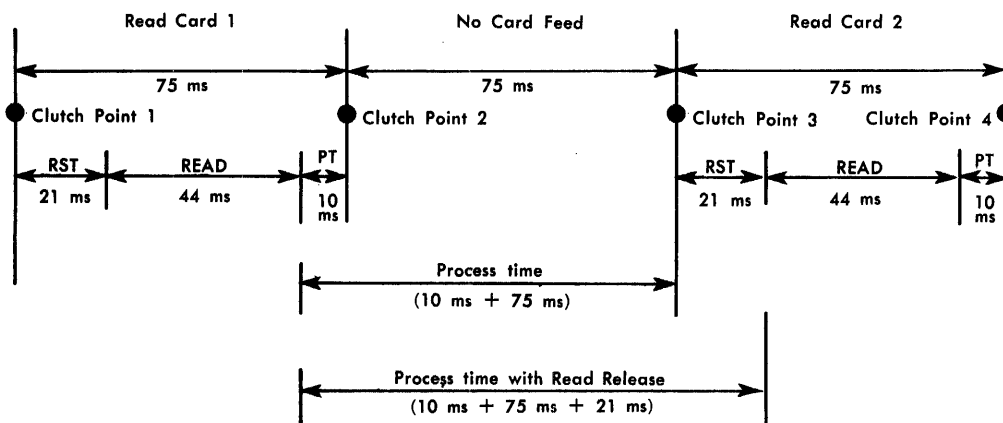 Read Card 1
No Card Feed
Read Card 2
75 ms
75 ms
75 ms
Clutch Point 1
Clutch Point 2
Clutch Point 3
Clutch Point 4
RST
READ
PT
RST
READ
PT
21 ms
44 ms
10
ms
21 ms
44 ms
10
ms
Process time
(10 ms + 75 ms)
Process time with Read Release
(10 ms + 75 ms + 21 ms)